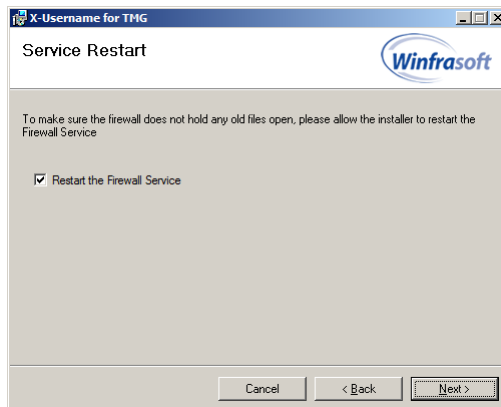 X-Username for TMG
Service Restart
Winfrasoft
To make sure the firewall does not hold any old files open, please allow the installer to restart the
Firewall Service
Restart the Firewall Service
Cancel
< Back
Next >